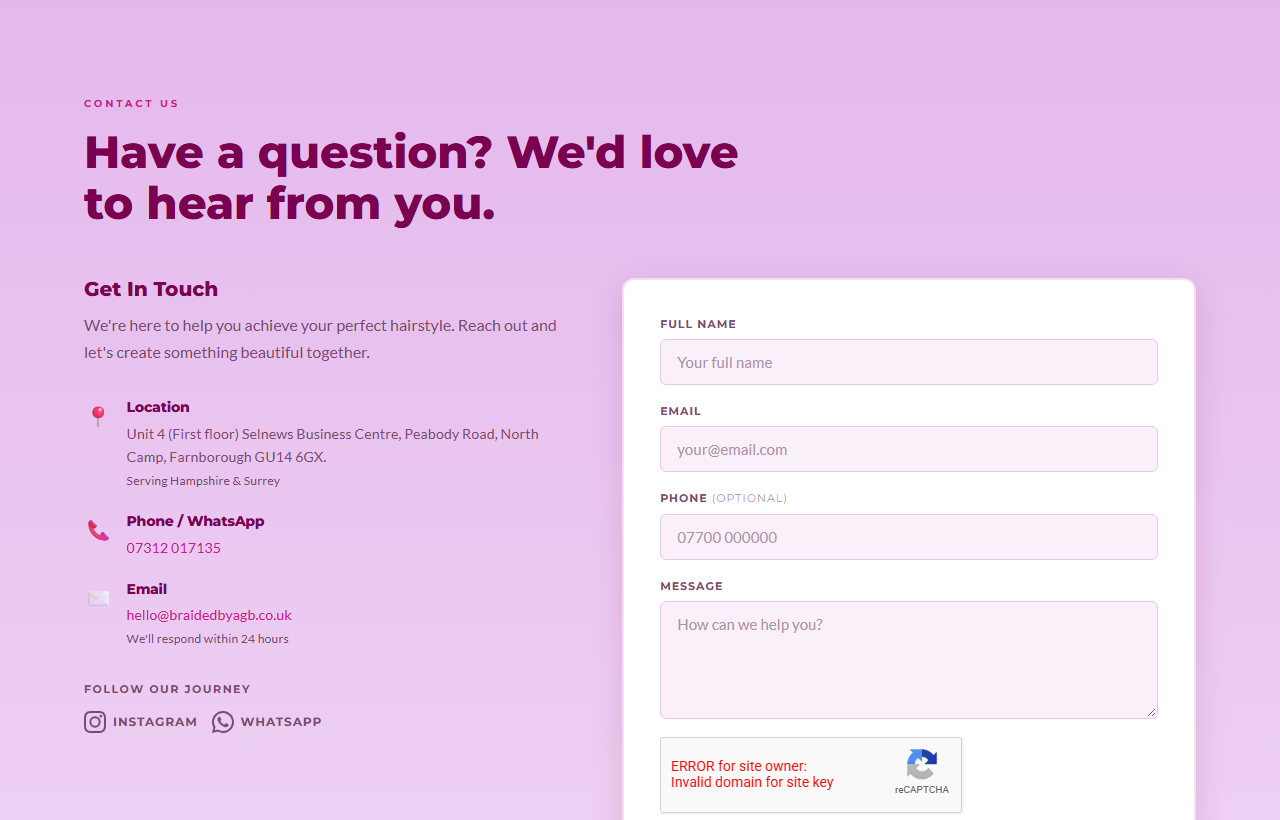 CONTACT US
Have a question? We'd love
to hear from you.
Get In Touch
We're here to help you achieve your perfect hairstyle. Reach out and
let's create something beautiful together.
Location
Unit 4 (First floor) Selnews Business Centre, Peabody Road, North
Camp, Farnborough GU14 6GX.
Serving Hampshire & Surrey
Phone / WhatsApp
07312 017135
Email
hello@braidedbyagb.co.uk
We'll respond within 24 hours
FOLLOW OUR JOURNEY
INSTAGRAM
WHATSAPP
FULL NAME
Your full name
EMAIL
your@email.com
PHONE (OPTIONAL)
07700 000000
MESSAGE
How can we help you?
ERROR for site owner:
Invalid domain for site key
reCAPTCHA